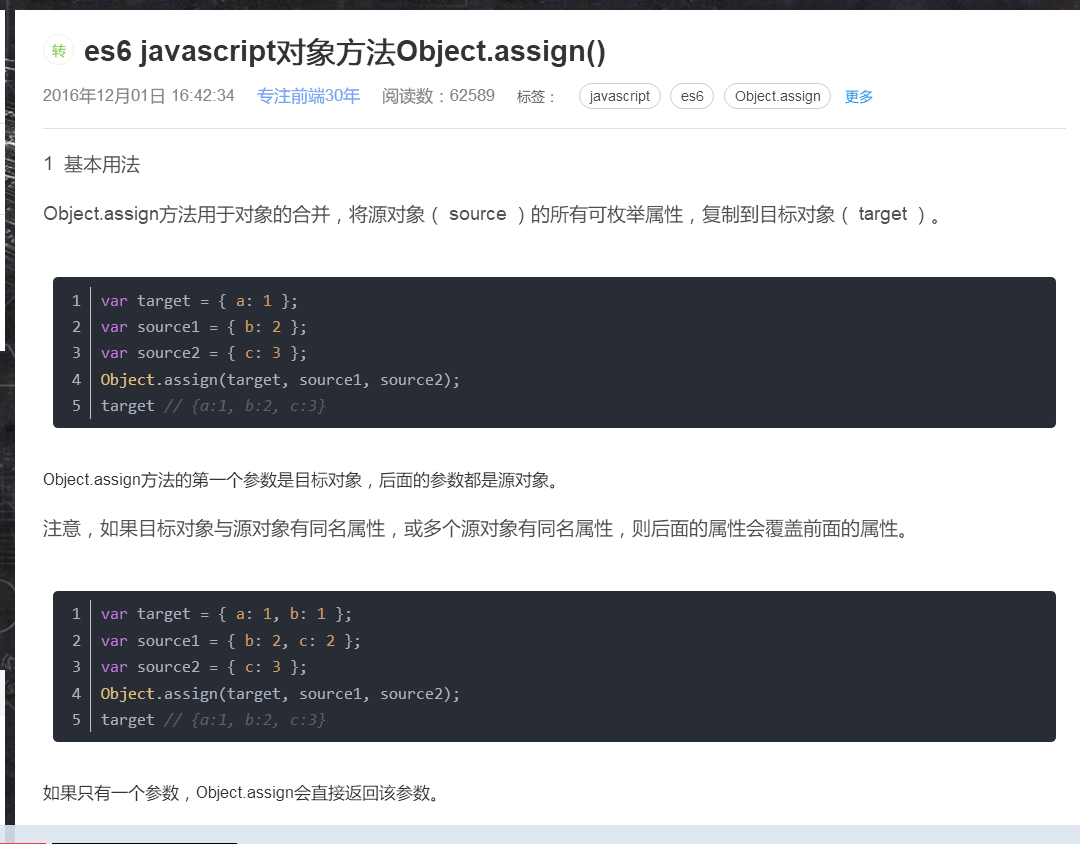 转 es6 javascript对象方法Object.assign()
2016年12月01日 16:42:34 专注前端30年 阅读数：62589 标签： javascript es6 Object.assign 更多
1 基本用法
Object.assign方法用于对象的合并，将源对象（ source ）的所有可枚举属性，复制到目标对象（ target ）。
1 var target = { a: 1 };
2 var source1 = { b: 2 };
3 var source2 = { c: 3 };
4 Object.assign(target, source1, source2);
5 target // {a:1, b:2, c:3}
Object.assign方法的第一个参数是目标对象，后面的参数都是源对象。
注意，如果目标对象与源对象有同名属性，或多个源对象有同名属性，则后面的属性会覆盖前面的属性。
1 var target = { a: 1, b: 1 };
2 var source1 = { b: 2, c: 2 };
3 var source2 = { c: 3 };
4 Object.assign(target, source1, source2);
5 target // {a:1, b:2, c:3}
如果只有一个参数，Object.assign会直接返回该参数。